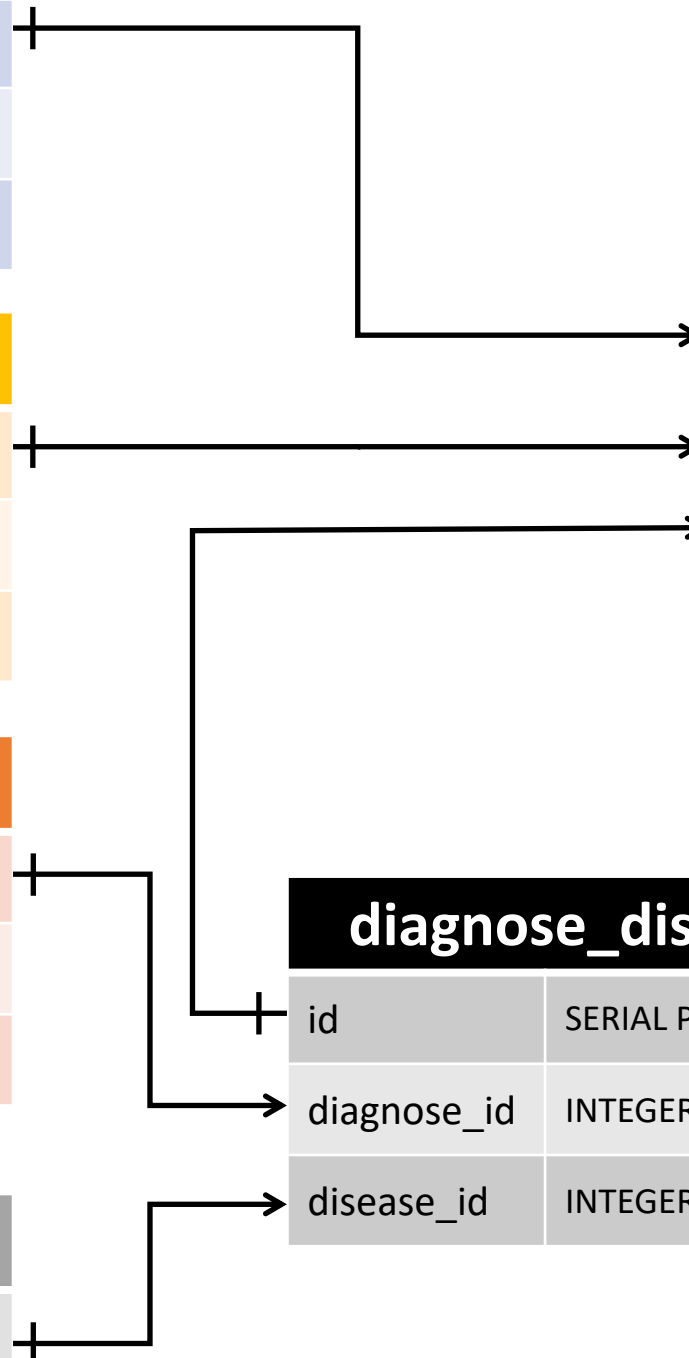 diagnose_dis
id SERIAL P
diagnose_id INTEGER
disease_id INTEGER